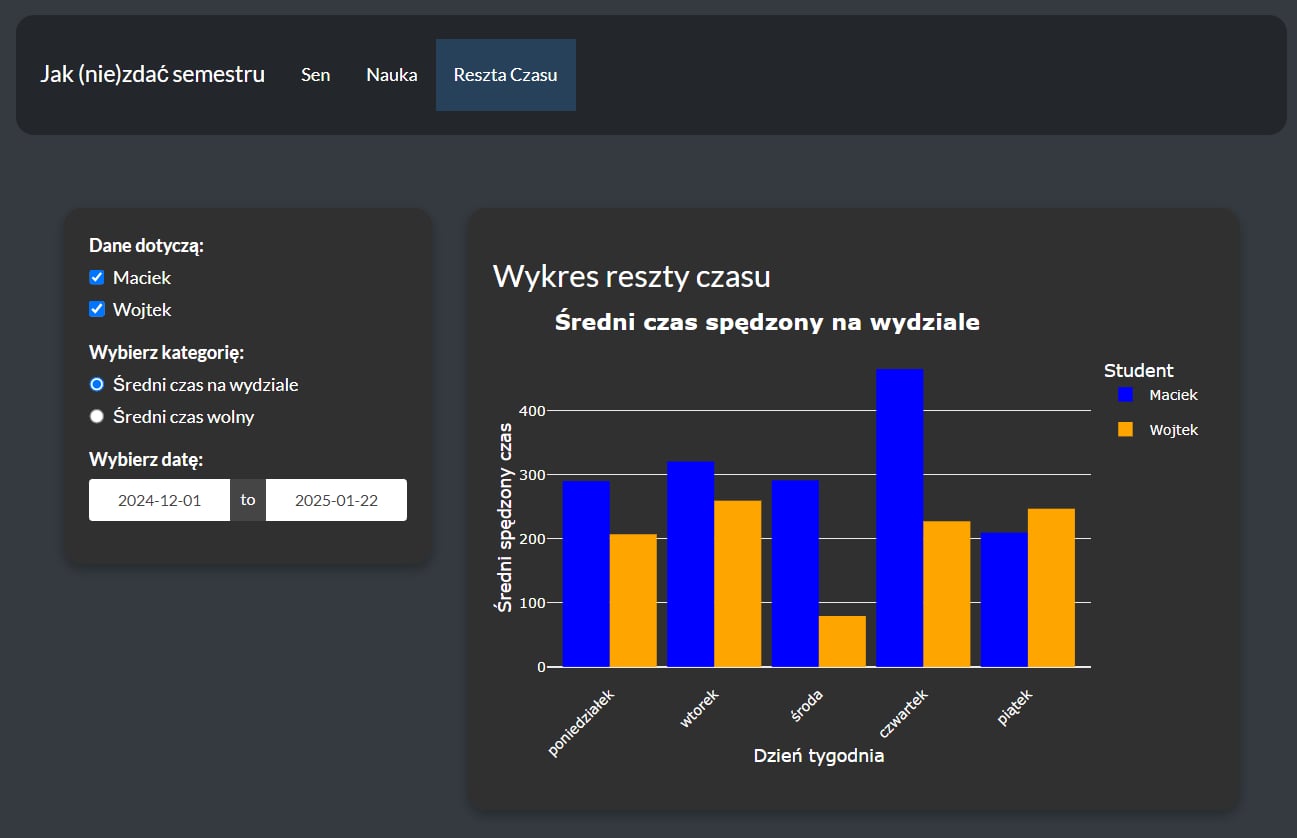 Jak (nie)zdać semestru Sen Nauka Reszta Czasu
Dane dotyczą:
Maciek
Wojtek
Wybierz kategorię:
Średni czas na wydziale
Średni czas wolny
Wybierz datę:
2024-12-01 to 2025-01-22
Wykres reszty czasu
Średni czas spędzony na wydziale
Średni spędzony czas
400
300
200
100
0
poniedziałek
wtorek
środa
czwartek
piątek
Dzień tygodnia
Student
Maciek
Wojtek